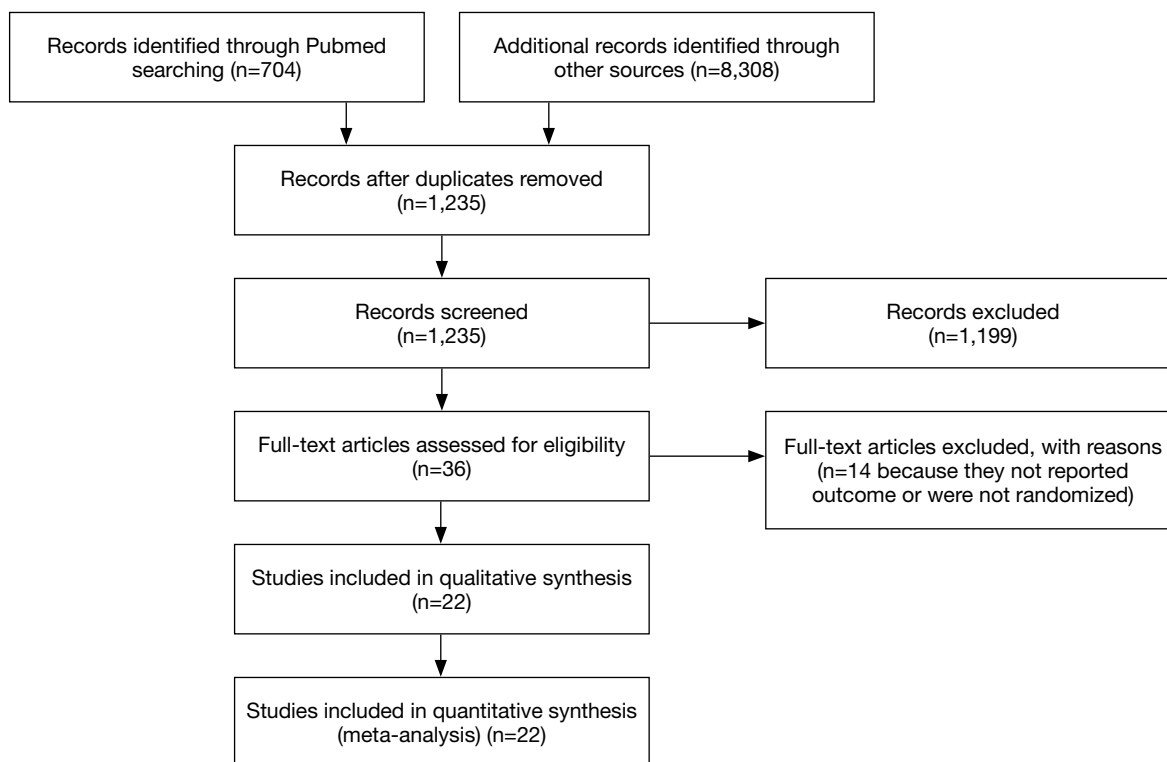 Records identified through Pubmed
searching (n=704)
Additional records identified through
other sources (n=8,308)
Records after duplicates removed
(n=1,235)
Records screened
(n=1,235)
Records excluded
(n=1,199)
Full-text articles assessed for eligibility
(n=36)
Full-text articles excluded, with reasons
(n=14 because they not reported
outcome or were not randomized)
Studies included in qualitative synthesis
(n=22)
Studies included in quantitative synthesis
(meta-analysis) (n=22)